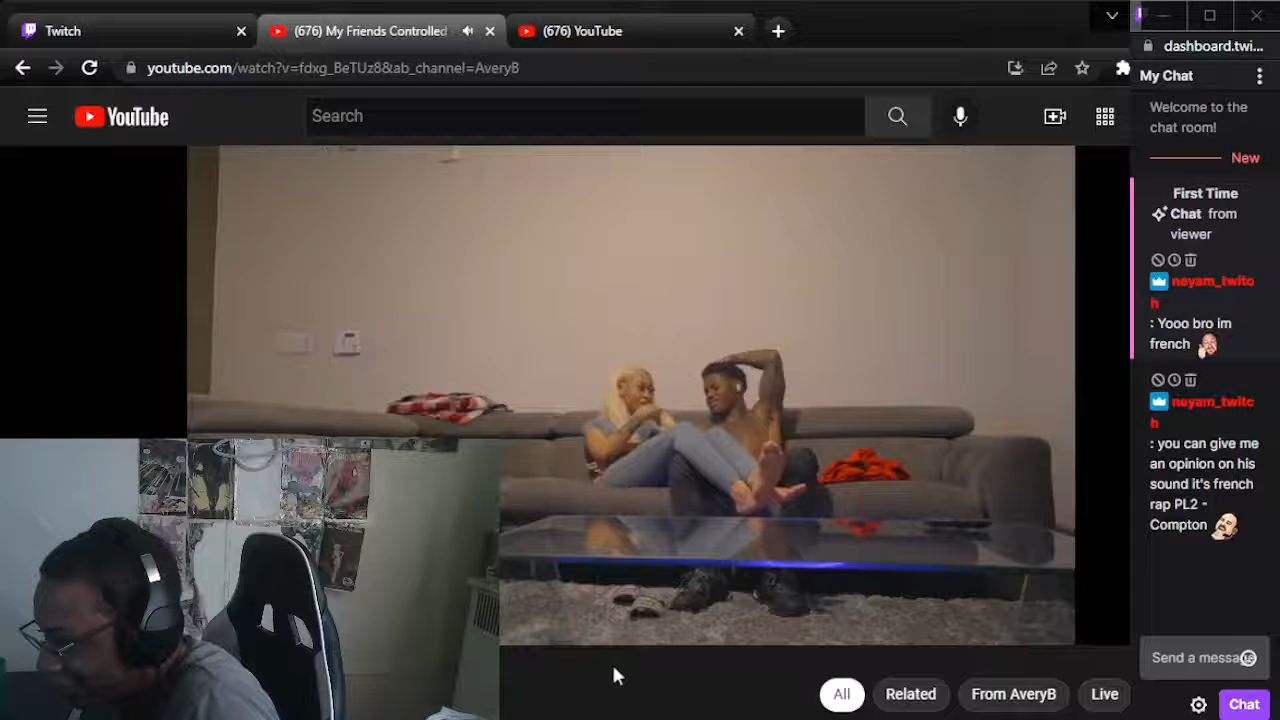 Twitch
(676) My Friends Controlled
(676) YouTube
youtube.com/watch?v=fdxg_BeTUz8&ab_channel=AveryB
dashboard.twi...
YouTube
Search
My Chat
Welcome to the
chat room!
New
First Time
Chat from
viewer
neyam_twitc
h
: Yooo bro im
french
neyam_twitc
h
: you can give me
an opinion on his
sound it's french
rap PL2 -
Compton
Send a messa
All
Related
From AveryB
Live
Chat